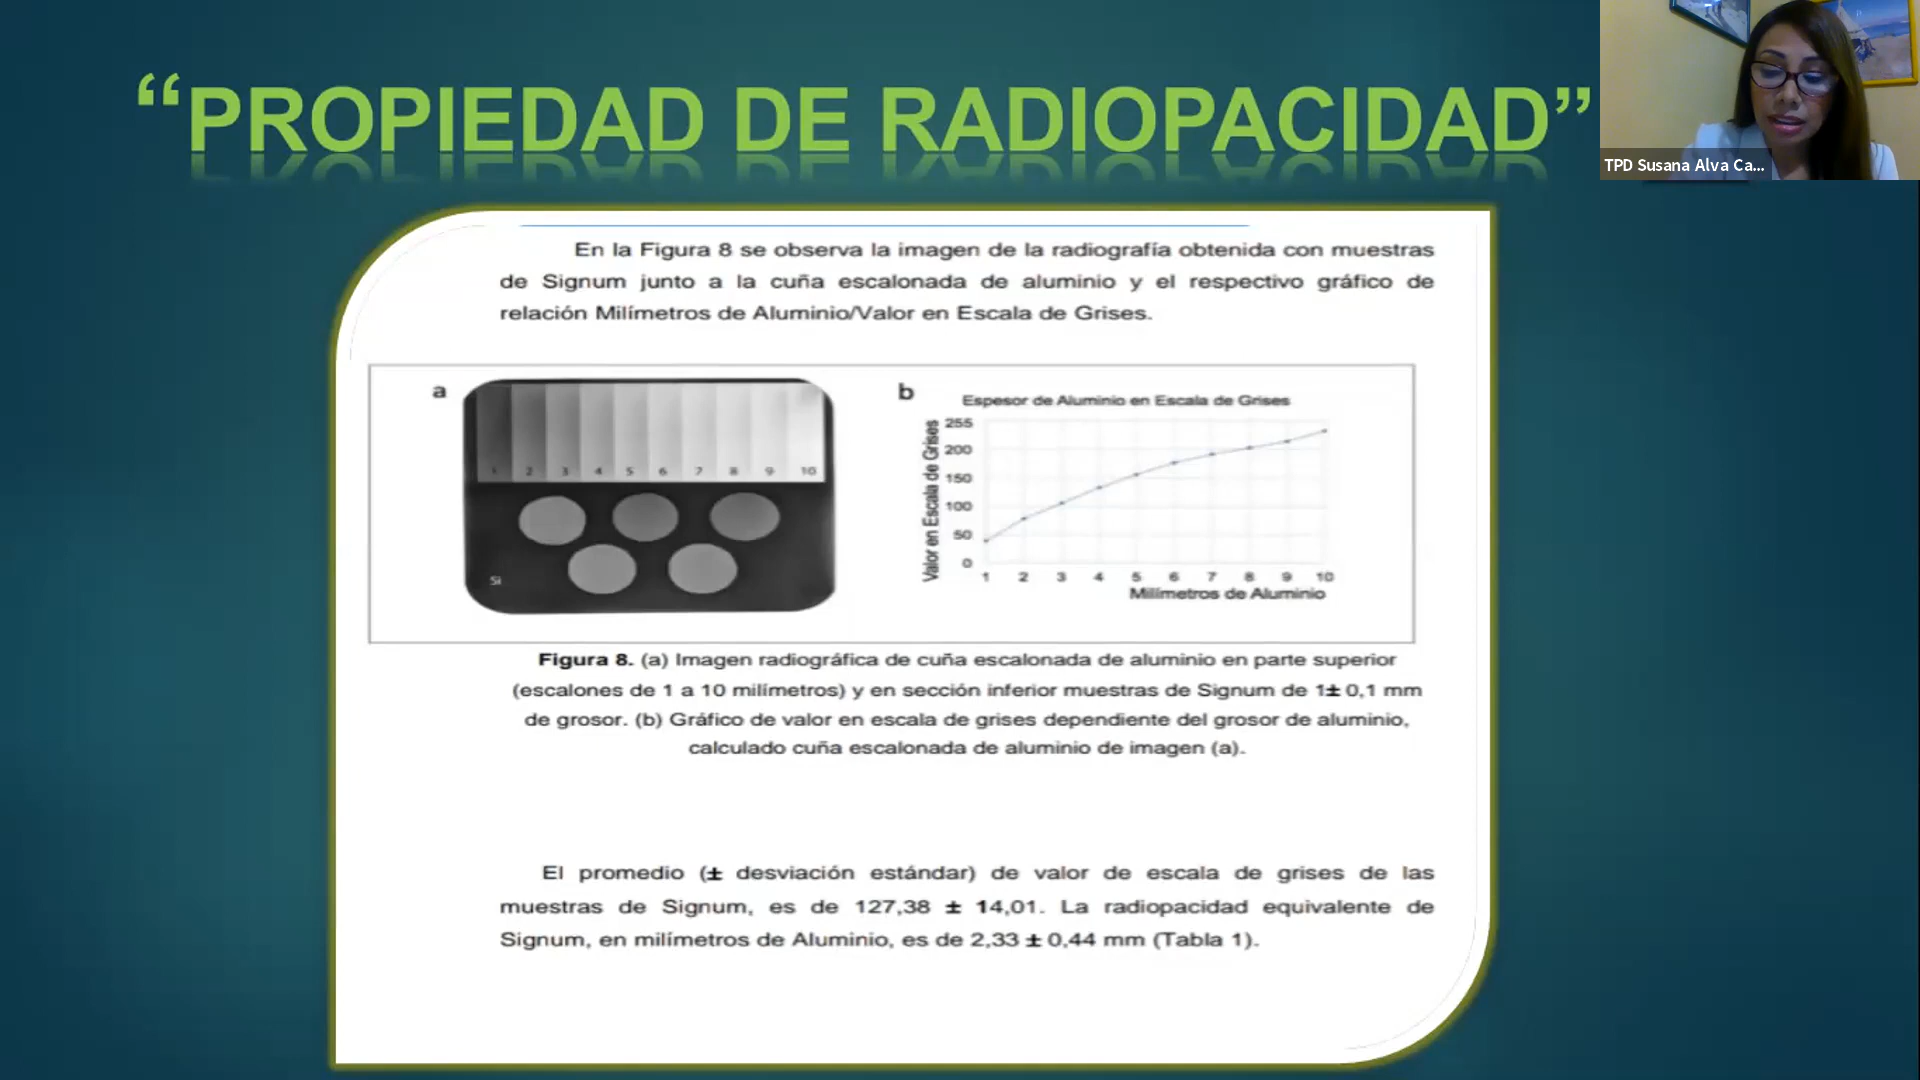 “PROPIEDAD DE RADIOPACIDAD”
TPD Susana Alva Ca...
En la Figura 8 se observa la imagen de la radiografía obtenida con muestras
de Signum junto a la cuña escalonada de aluminio y el respectivo gráfico de
relación Milímetros de Aluminio/Valor en Escala de Grises.
a
1 2 3 4 5 6 7 8 9 10
Si
b
Espesor de Aluminio en Escala de Grises
Valor en Escala de Grises
255
200
150
100
50
0
1 2 3 4 5 6 7 8 9 10
Milímetros de Aluminio
Figura 8. (a) Imagen radiográfica de cuña escalonada de aluminio en parte superior
(escalones de 1 a 10 milímetros) y en sección inferior muestras de Signum de 1± 0,1 mm
de grosor. (b) Gráfico de valor en escala de grises dependiente del grosor de aluminio,
calculado cuña escalonada de aluminio de imagen (a).
El promedio (± desviación estándar) de valor de escala de grises de las
muestras de Signum, es de 127,38 ± 14,01. La radiopacidad equivalente de
Signum, en milímetros de Aluminio, es de 2,33 ± 0,44 mm (Tabla 1).